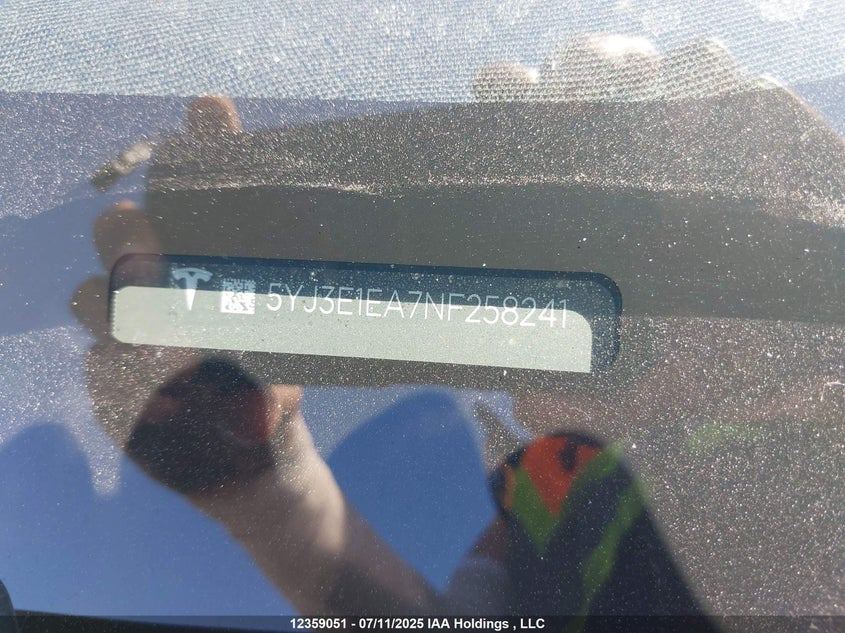 5YJ3E1EA7NF258241
12359051 - 07/11/2025 IAA Holdings , LLC